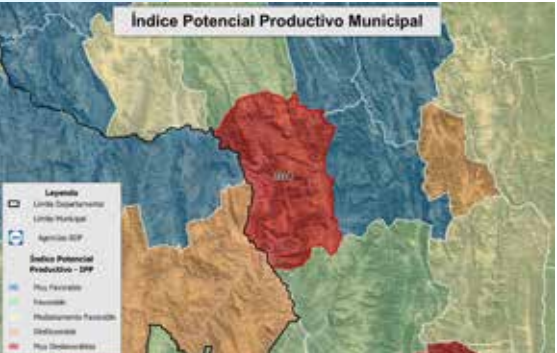 Índice Potencial Productivo Municipal
Leyenda
Límite Departamental
Límite Municipal
Agencias BDP
Índice Potencial
Productivo - IPP
Muy Favorable
Favorable
Medianamente Favorable
Desfavorable
Muy Desfavorable